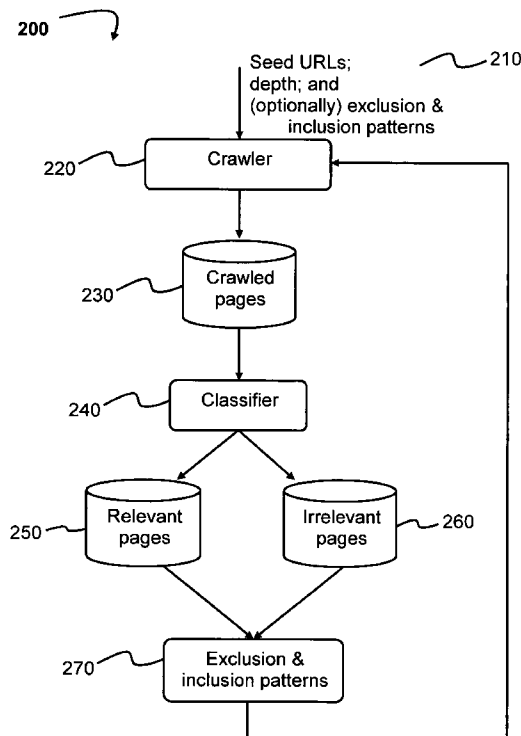 200
210
Seed URLs;
depth; and
(optionally) exclusion &
inclusion patterns
220
Crawler
230
Crawled
pages
240
Classifier
250
Relevant
pages
Irrelevant
pages
260
270
Exclusion &
inclusion patterns